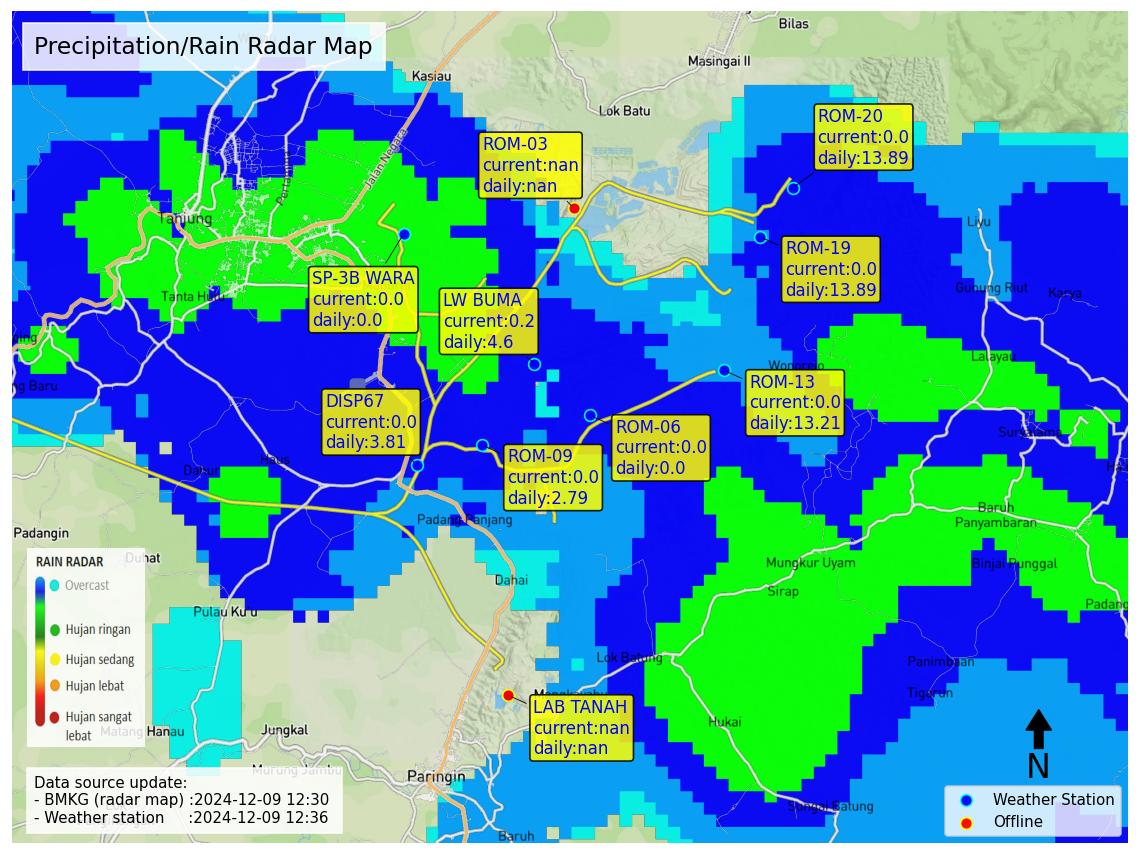 Precipitation/Rain Radar Map
Bilas
Masingai II
Kasiau
Lok Batu
ROM-20
current:0.0
daily:13.89
ROM-03
current:nan
daily:nan
Jalan Negara
Tanjung
Liyu
ROM-19
current:0.0
daily:13.89
SP-3B WARA
current:0.0
daily:0.0
LW BUMA
current:0.2
daily:4.6
Gunung Riut
Karya
Lalayau
ROM-13
current:0.0
daily:13.21
DISP67
current:0.0
daily:3.81
ROM-06
current:0.0
daily:0.0
Suryatama
ROM-09
current:0.0
daily:2.79
Dahur
Haus
Padang Panjang
Baruh
Panyambaran
Padangin
Mungkur Uyam
Binjai Punggal
Dahai
Sirap
Padang
RAIN RADAR
Overcast
Hujan ringan
Hujan sedang
Hujan lebat
Hujan sangat
lebat
Pulau Ku'u
Lok Batung
Panimbaan
Tigarun
LAB TANAH
current:nan
daily:nan
Hukai
Matang Hanau
Jungkal
Murung Jambu
Paringin
N
Data source update:
- BMKG (radar map) :2024-12-09 12:30
- Weather station :2024-12-09 12:36
Sungai Batung
Baruh
Weather Station
Offline